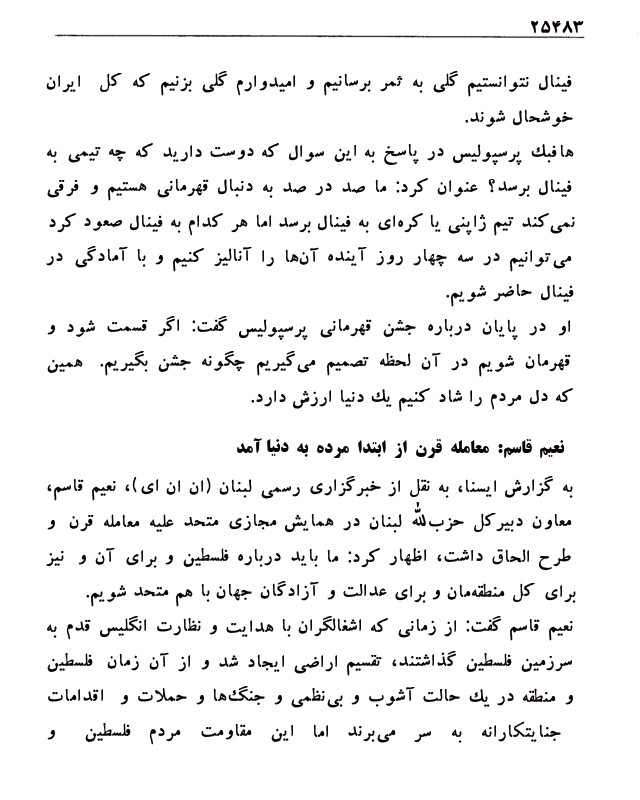 ۲۵۴۸۳
فینال نتوانستیم گلی به ثمر برسانیم و امیدوارم گلی بزنیم که کل ایران
خوشحال شوند.
هافبك پرسپولیس در پاسخ به این سوال که دوست دارید که چه تیمی به
فینال برسد؟ عنوان کرد: ما صد در صد به دنبال قهرمانی هستیم و فرقی
نمی‌کند تیم ژاپنی یا کره‌ای به فینال برسد اما هر کدام به فینال صعود کرد
می‌توانیم در سه چهار روز آینده آن‌ها را آنالیز کنیم و با آمادگی در
فینال حاضر شویم.
او در پایان درباره جشن قهرمانی پرسپولیس گفت: اگر قسمت شود و
قهرمان شویم در آن لحظه تصمیم می‌گیریم چگونه جشن بگیریم. همین
که دل مردم را شاد کنیم یك دنیا ارزش دارد.
نعیم قاسم: معامله قرن از ابتدا مرده به دنیا آمد
به گزارش ایسنا، به نقل از خبرگزاری رسمی لبنان (ان ان ای)، نعیم قاسم،
معاون دبیرکل حزب‌الله لبنان در همایش مجازی متحد علیه معامله قرن و
طرح الحاق داشت، اظهار کرد: ما باید درباره فلسطین و برای آن و نیز
برای کل منطقه‌مان و برای عدالت و آزادگان جهان با هم متحد شویم.
نعیم قاسم گفت: از زمانی که اشغالگران با هدایت و نظارت انگلیس قدم به
سرزمین فلسطین گذاشتند، تقسیم اراضی ایجاد شد و از آن زمان فلسطین
و منطقه در یك حالت آشوب و بی‌نظمی و جنگ‌ها و حملات و اقدامات
جنایتکارانه به سر می‌برند اما این مقاومت مردم فلسطین و